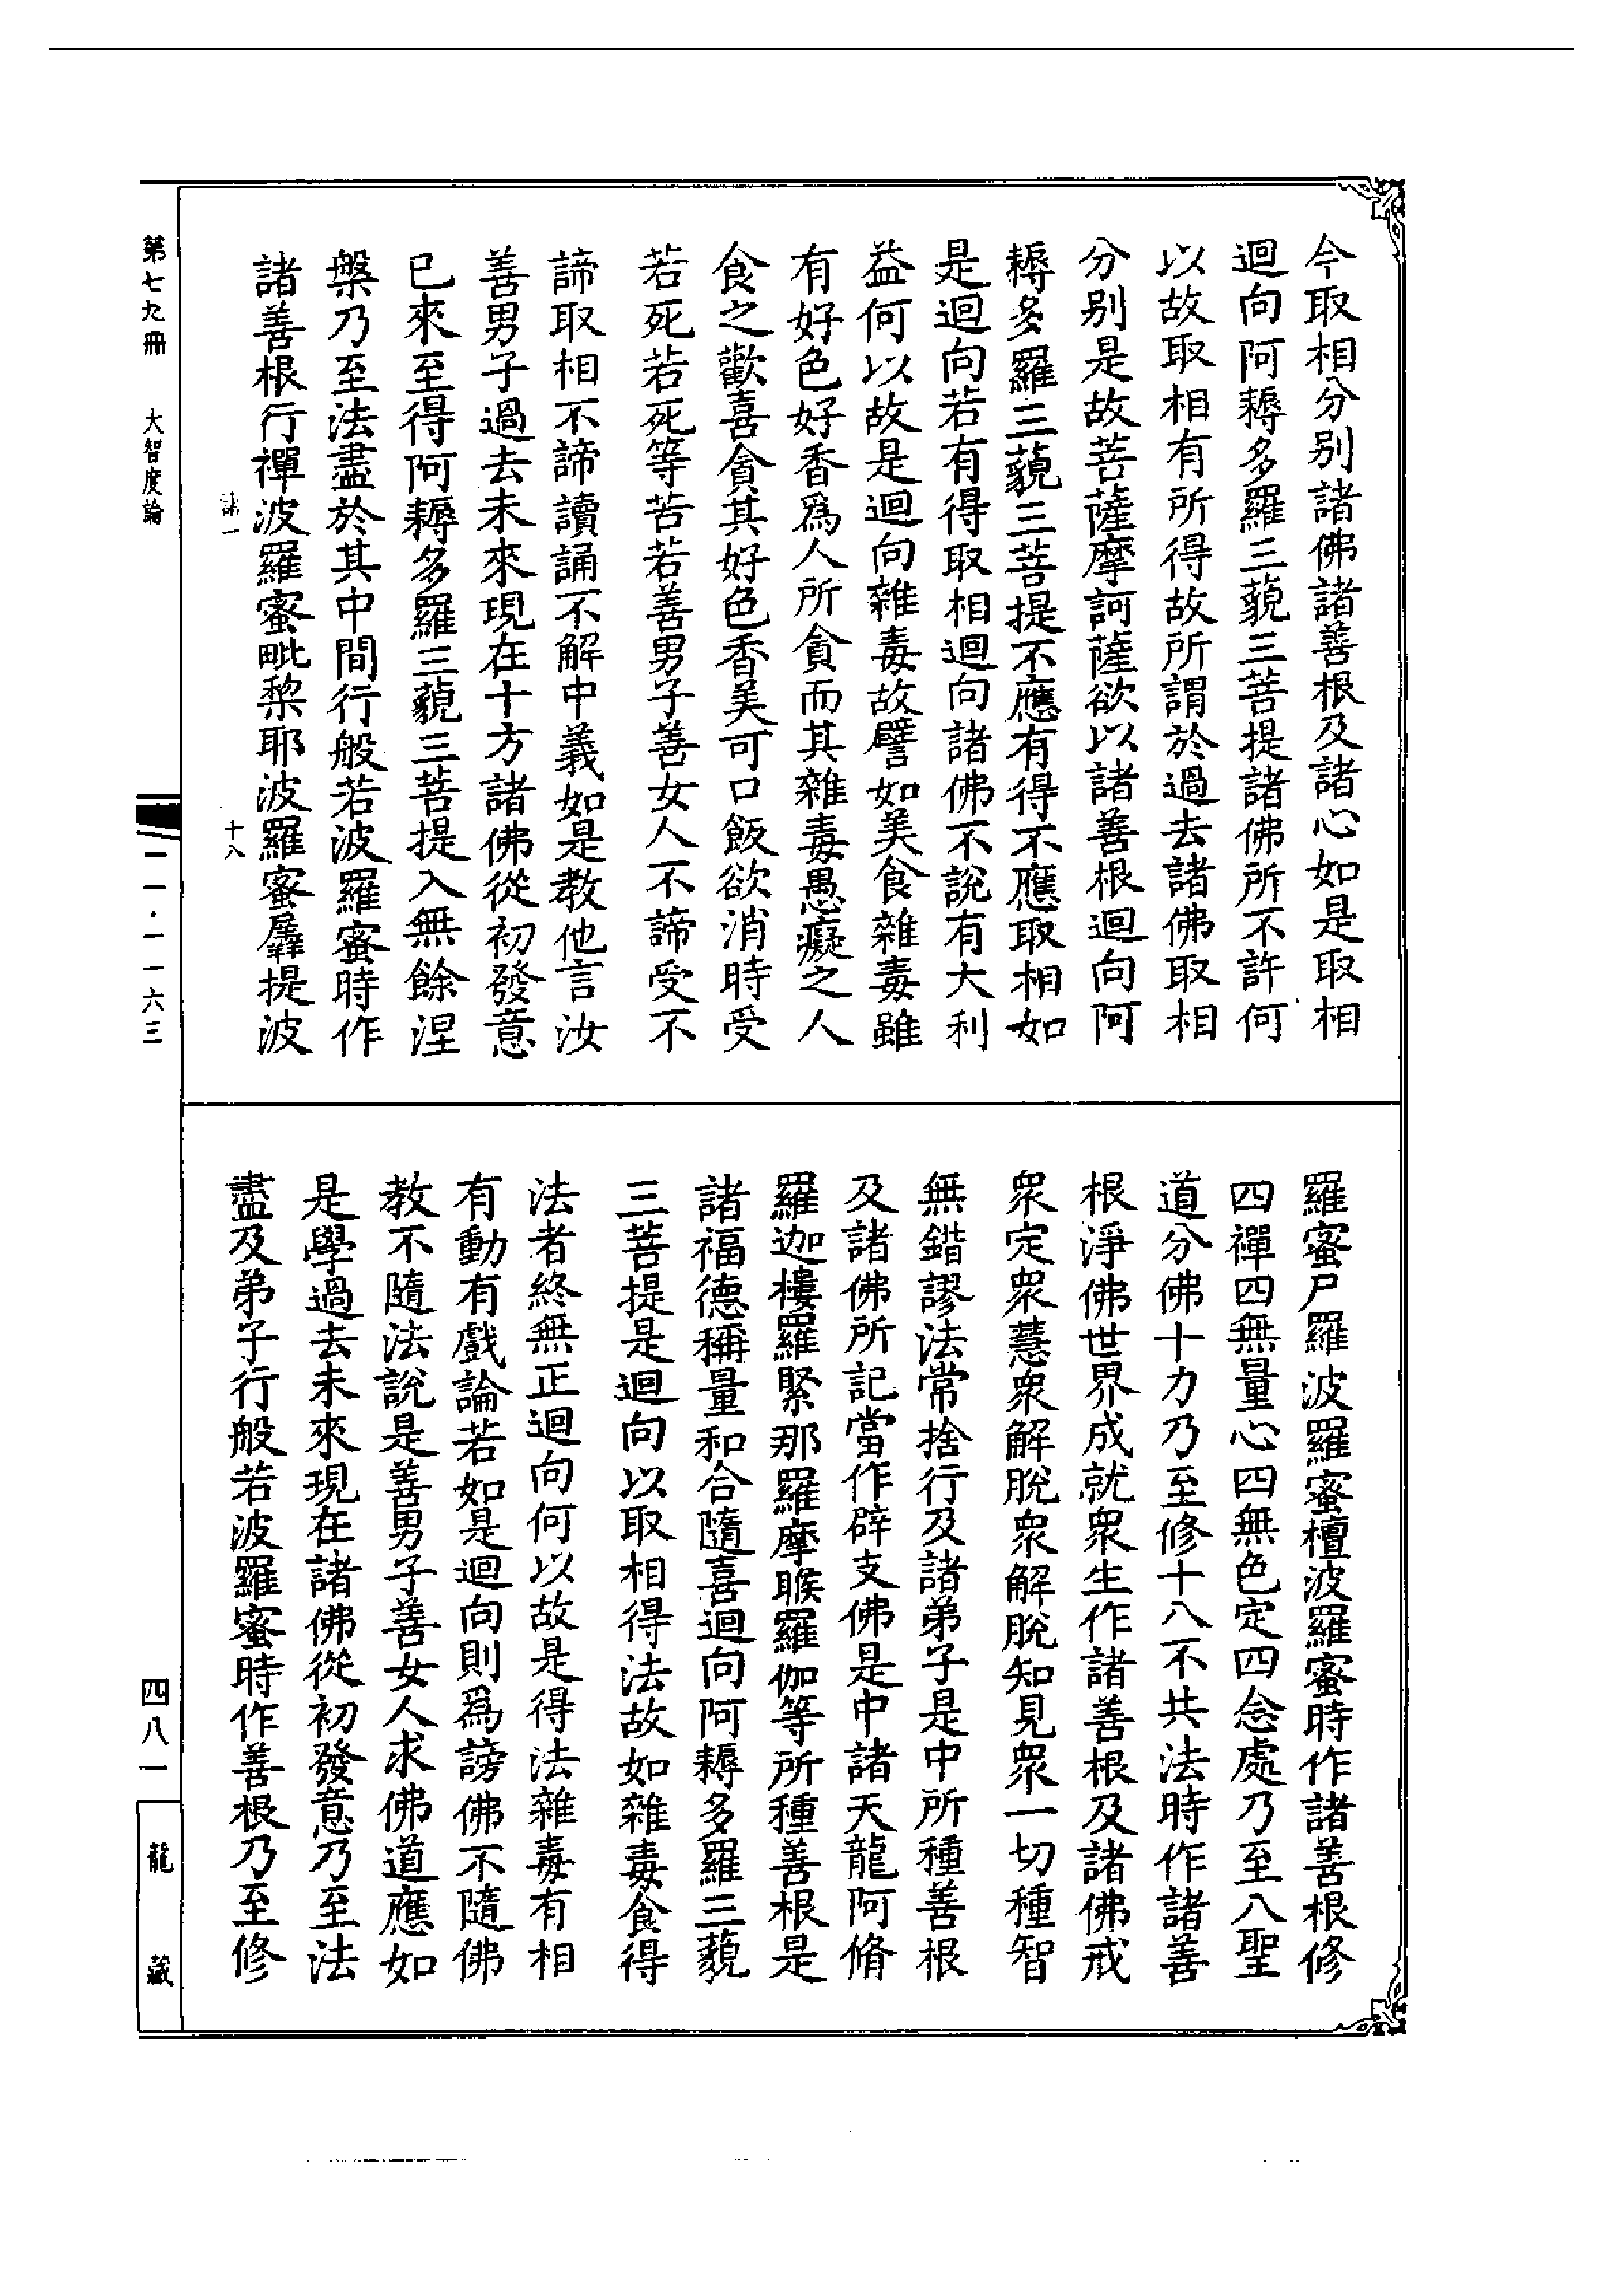 今取相分別諸佛諸善根及諸心如是取相
迴向阿耨多羅三藐三菩提諸佛所不許何
以故取相有所得故所謂於過去諸佛取相
分別是故菩薩摩訶薩欲以諸善根迴向阿
耨多羅三藐三菩提不應有得不應取相如
是迴向若有得取相迴向諸佛不說有大利
益何以故是迴向雜毒故譬如美食雜毒雖
有好色好香爲人所貪而其雜毒愚癡之人
食之歡喜貪其好色香美可口飯欲消時受
若死若死等苦若善男子善女人不諦受不
諦取相不諦讀誦不解中義如是教他言汝
善男子過去未來現在十方諸佛從初發意
已來至得阿耨多羅三藐三菩提入無餘涅
槃乃至法盡於其中間行般若波羅蜜時作
諸善根行禪波羅蜜毗棃耶波羅蜜羼提波
十八
羅蜜尸羅波羅蜜檀波羅蜜時作諸善根修
四禪四無量心四無色定四念處乃至八聖
道分佛十力乃至修十八不共法時作諸善
根淨佛世界成就衆生作諸善根及諸佛戒
衆定衆慧衆解脫衆解脫知見衆一切種智
無錯謬法常捨行及諸弟子是中所種善根
及諸佛所記當作辟支佛是中諸天龍阿脩
羅迦樓羅緊那羅摩睺羅伽等所種善根是
諸福德稱量和合隨喜迴向阿耨多羅三藐
三菩提是迴向以取相得法故如雜毒食得
法者終無正迴向何以故是得法雜毒有相
有動有戲論若如是迴向則爲謗佛不隨佛
教不隨法說是善男子善女人求佛道應如
是學過去未來現在諸佛從初發意乃至法
盡及弟子行般若波羅蜜時作善根乃至修
第七九冊　大智度論
一一·一一六三
四八一
龍藏